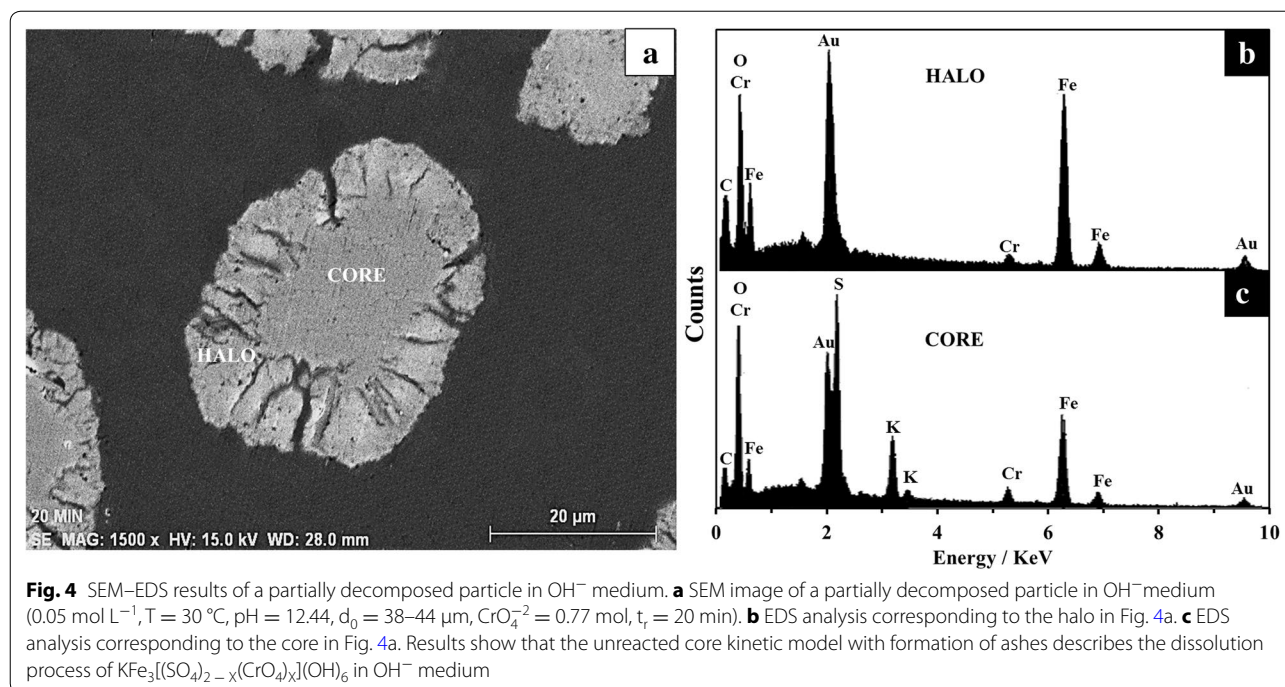 a
CORE
HALO
20 MIN
SE MAG: 1500 x HV: 15.0 kV WD: 28.0 mm
20 µm
b
HALO
Au
O
Cr
Fe
C
Fe
Cr
Fe
Au
c
CORE
S
O
Cr
Au
Fe
K
C
Fe
K
Cr
Fe
Au
Counts
0 2 4 6 8 10
Energy / KeV
Fig. 4 SEM–EDS results of a partially decomposed particle in OH⁻ medium. a SEM image of a partially decomposed particle in OH⁻medium
(0.05 mol L⁻¹, T = 30 °C, pH = 12.44, d₀ = 38–44 µm, CrO₄⁻² = 0.77 mol, tᵣ = 20 min). b EDS analysis corresponding to the halo in Fig. 4a. c EDS
analysis corresponding to the core in Fig. 4a. Results show that the unreacted core kinetic model with formation of ashes describes the dissolution
process of KFe₃[(SO₄)₂ ₋ ₓ(CrO₄)ₓ](OH)₆ in OH⁻ medium